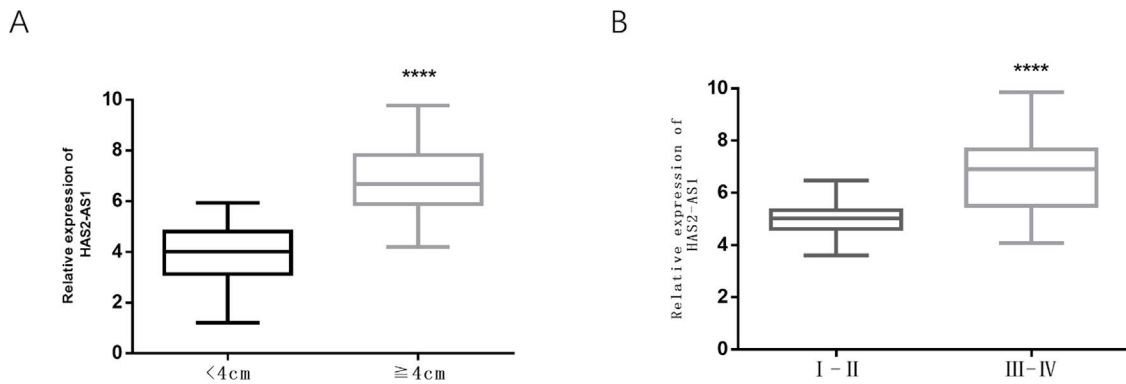 A
B
****
****
Relative expression of
HAS2-AS1
10
8
6
4
2
0
<4cm
≧4cm
Relative expression of
HAS2-AS1
10
8
6
4
2
0
I-II
III-IV